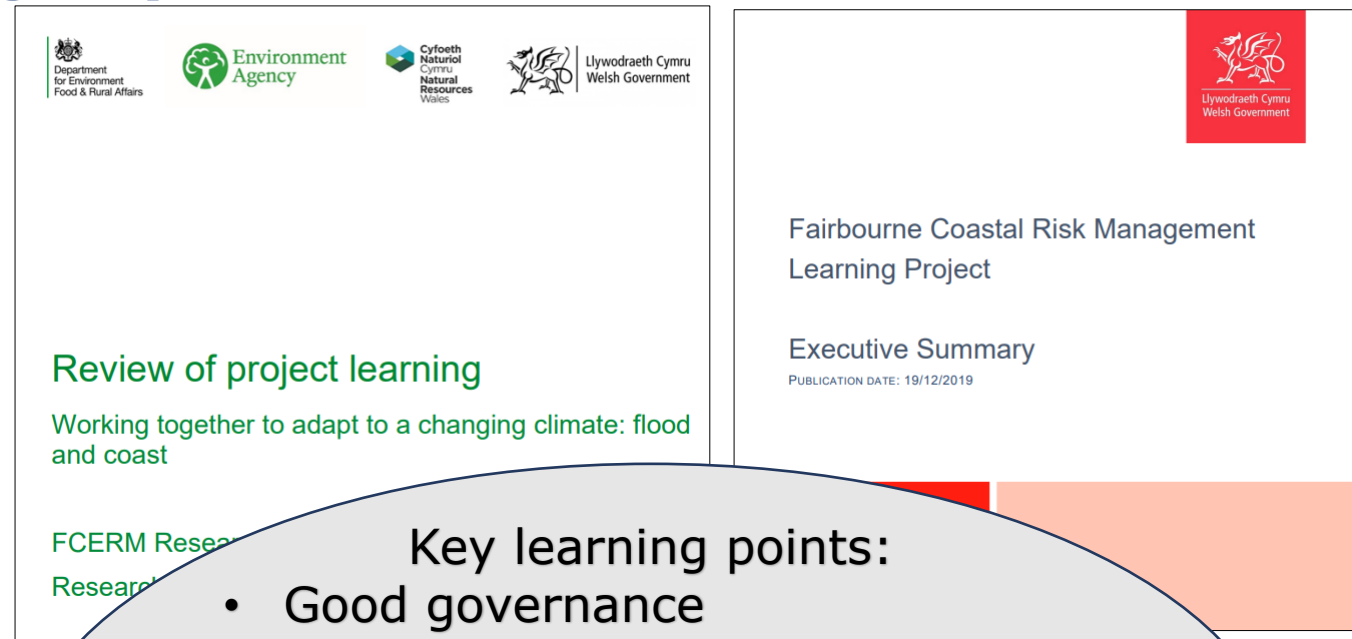 Department
for Environment
Food & Rural Affairs
Environment
Agency
Cyfoeth
Naturiol
Cymru
Natural
Resources
Wales
Llywodraeth Cymru
Welsh Government
Review of project learning
Working together to adapt to a changing climate: flood
and coast
FCERM
Llywodraeth Cymru
Welsh Government
Fairbourne Coastal Risk Management
Learning Project
Executive Summary
PUBLICATION DATE: 19/12/2019
Key learning points:
• Good governance